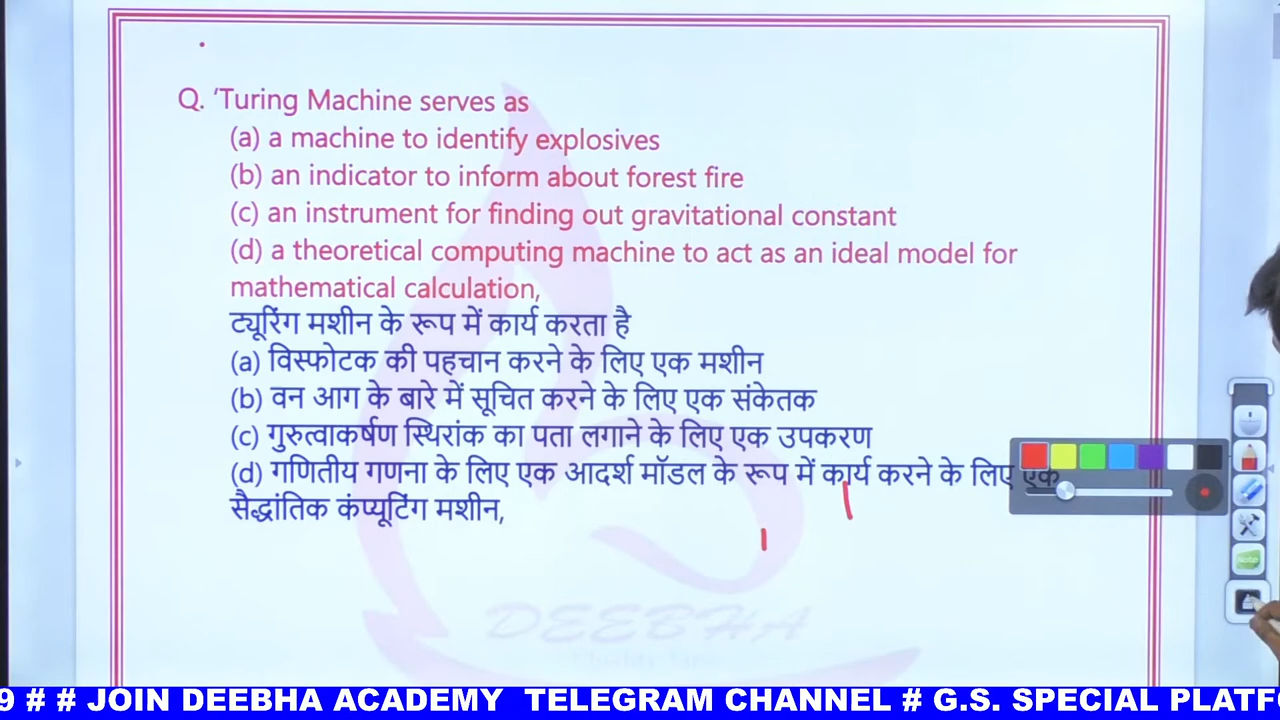 Q. ‘Turing Machine serves as
(a) a machine to identify explosives
(b) an indicator to inform about forest fire
(c) an instrument for finding out gravitational constant
(d) a theoretical computing machine to act as an ideal model for
mathematical calculation,
ट्यूरिंग मशीन के रूप में कार्य करता है
(a) विस्फोटक की पहचान करने के लिए एक मशीन
(b) वन आग के बारे में सूचित करने के लिए एक संकेतक
(c) गुरुत्वाकर्षण स्थिरांक का पता लगाने के लिए एक उपकरण
(d) गणितीय गणना के लिए एक आदर्श मॉडल के रूप में कार्य करने के लिए एक
सैद्धांतिक कंप्यूटिंग मशीन,
DEEBHA
9 # # JOIN DEEBHA ACADEMY TELEGRAM CHANNEL # G.S. SPECIAL PLATF